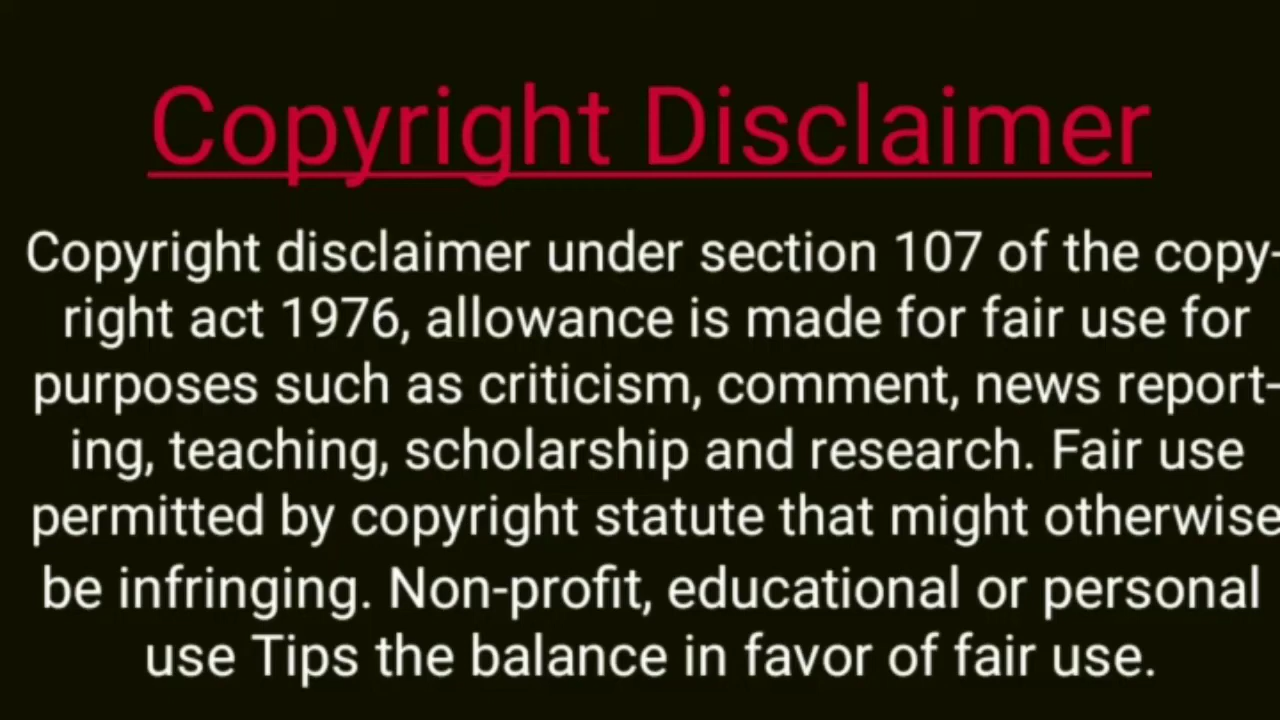 Copyright Disclaimer
Copyright disclaimer under section 107 of the copy-
right act 1976, allowance is made for fair use for
purposes such as criticism, comment, news report-
ing, teaching, scholarship and research. Fair use
permitted by copyright statute that might otherwise
be infringing. Non-profit, educational or personal
use Tips the balance in favor of fair use.